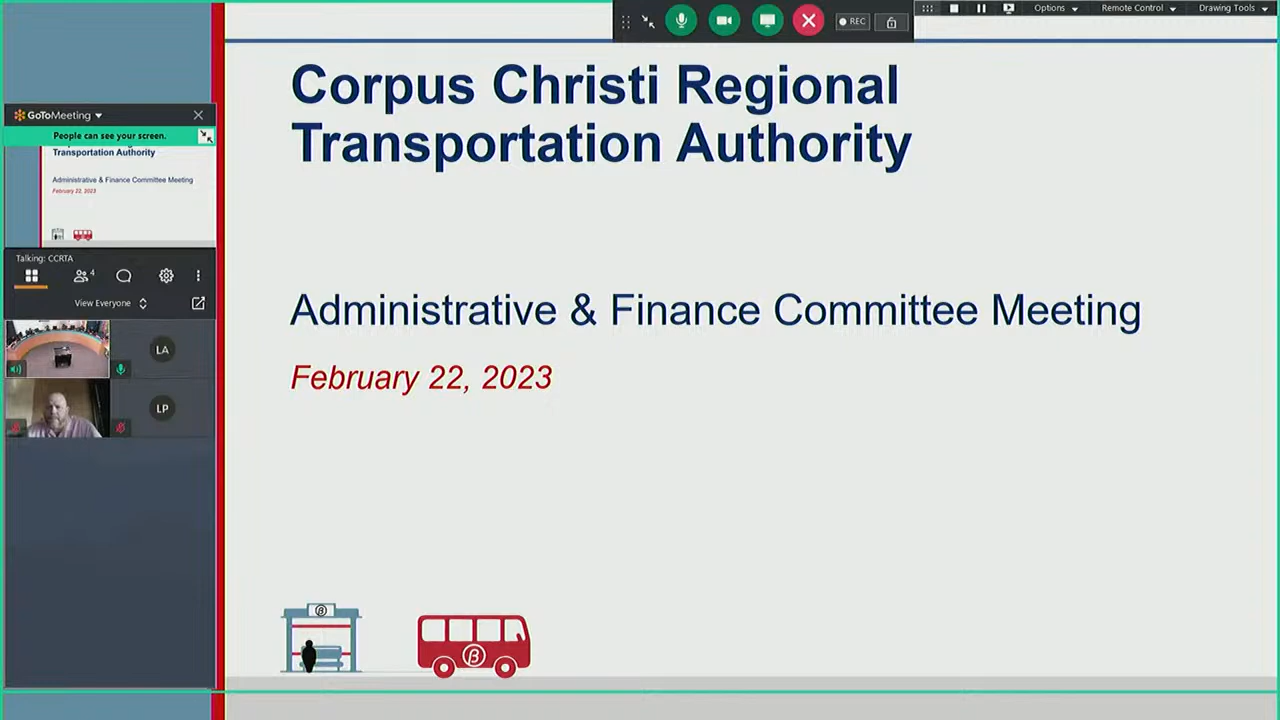 REC
Options
Remote Control
Drawing Tools
Corpus Christi Regional
Transportation Authority
Administrative & Finance Committee Meeting
February 22, 2023
GoToMeeting
People can see your screen.
Transportation Authority
Administrative & Finance Committee Meeting
February 22, 2023
Talking: CCRTA
4
View Everyone
LA
LP